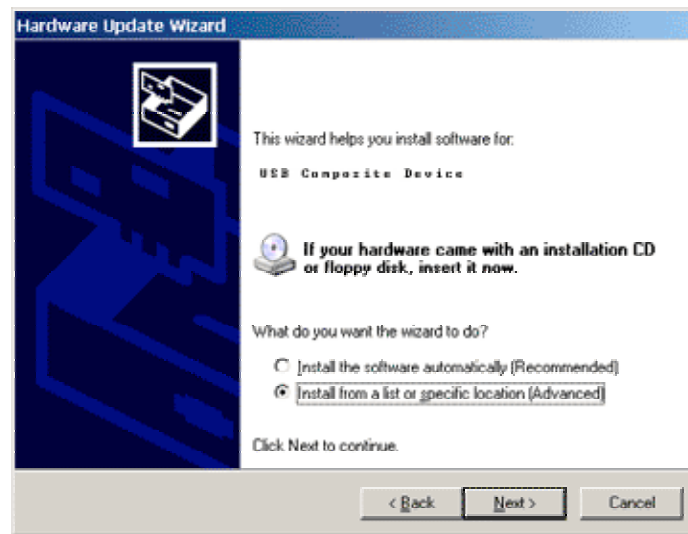 Hardware Update Wizard
This wizard helps you install software for:
USB Composite Device
If your hardware came with an installation CD
or floppy disk, insert it now.
What do you want the wizard to do?
Install the software automatically (Recommended)
Install from a list or specific location (Advanced)
Click Next to continue.
< Back Next > Cancel